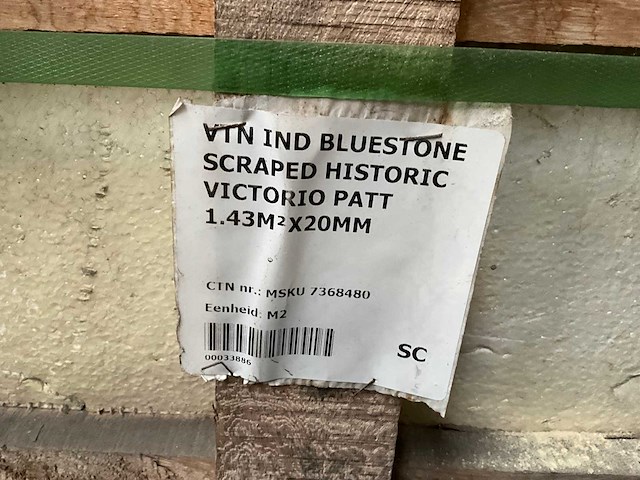 VTN IND BLUESTONE
SCRAPED HISTORIC
VICTORIO PATT
1.43M²X20MM
CTN nr.: MSKU 7368480
Eenheid: M2
00033886
SC